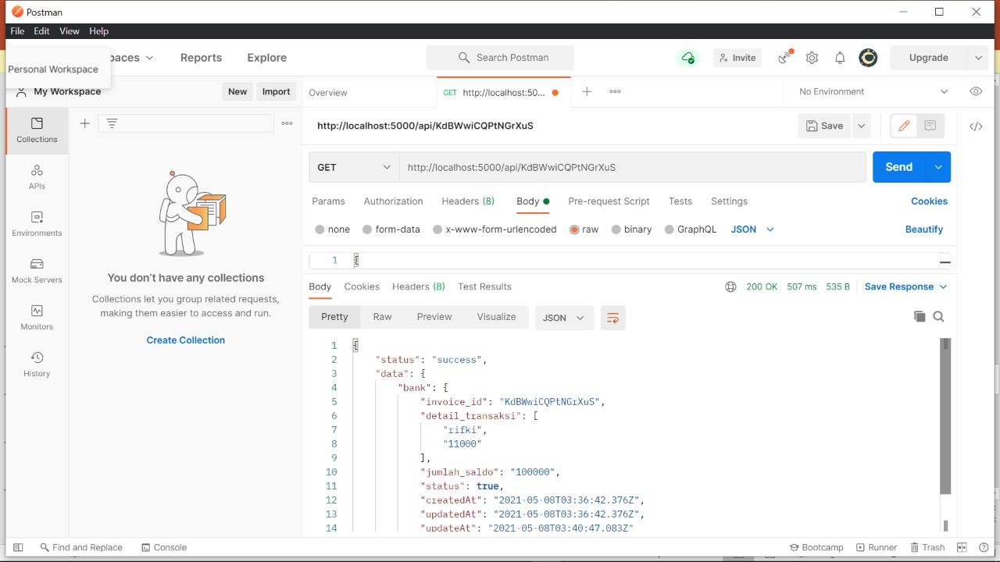 Postman
File Edit View Help
paces Reports Explore Search Postman Invite Upgrade
Personal Workspace
My Workspace New Import
Overview GET http://localhost:50... No Environment
Collections
APIs
Environments
Mock Servers
Monitors
History
You don't have any collections
Collections let you group related requests,
making them easier to access and run.
Create Collection
http://localhost:5000/api/KdBWwiCQPtNGrXuS Save
GET http://localhost:5000/api/KdBWwiCQPtNGrXuS Send
Params Authorization Headers (8) Body Pre-request Script Tests Settings Cookies
none form-data x-www-form-urlencoded raw binary GraphQL JSON Beautify
1 {
Body Cookies Headers (8) Test Results 200 OK 507 ms 535 B Save Response
Pretty Raw Preview Visualize JSON
1 {
2 "status": "success",
3 "data": {
4 "bank": {
5 "invoice_id": "KdBWwiCQPtNGrXuS",
6 "detail_transaksi": [
7 "rifki",
8 "11000"
9 ],
10 "jumlah_saldo": "100000",
11 "status": true,
12 "createdAt": "2021-05-08T03:36:42.376Z",
13 "updatedAt": "2021-05-08T03:36:42.376Z",
14 "updateAt": "2021-05-08T03:40:47.083Z"
Find and Replace Console Bootcamp Runner Trash